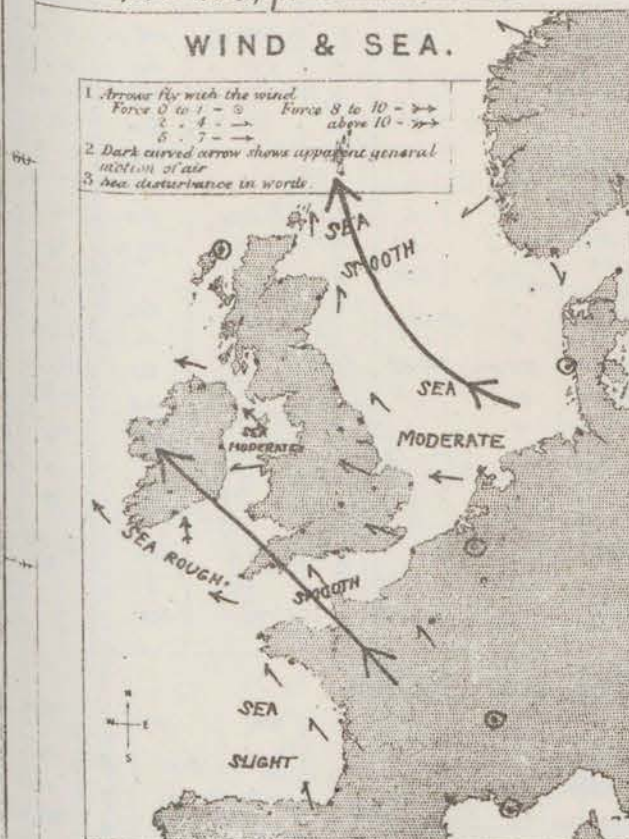 WIND & SEA.
1 Arrows fly with the wind
Force 0 to 1 - ⊙ Force 8 to 10 - ↣
2 . 4 - → above 10 - ↣
5 . 7 - →
2 Dark curved arrow shows apparent general
motion of air
3 Sea disturbance in words.
60
SEA
SMOOTH
SEA
MODERATE
SEA
MODERATE
SEA ROUGH.
SMOOTH
N
W E
S
SEA
SLIGHT